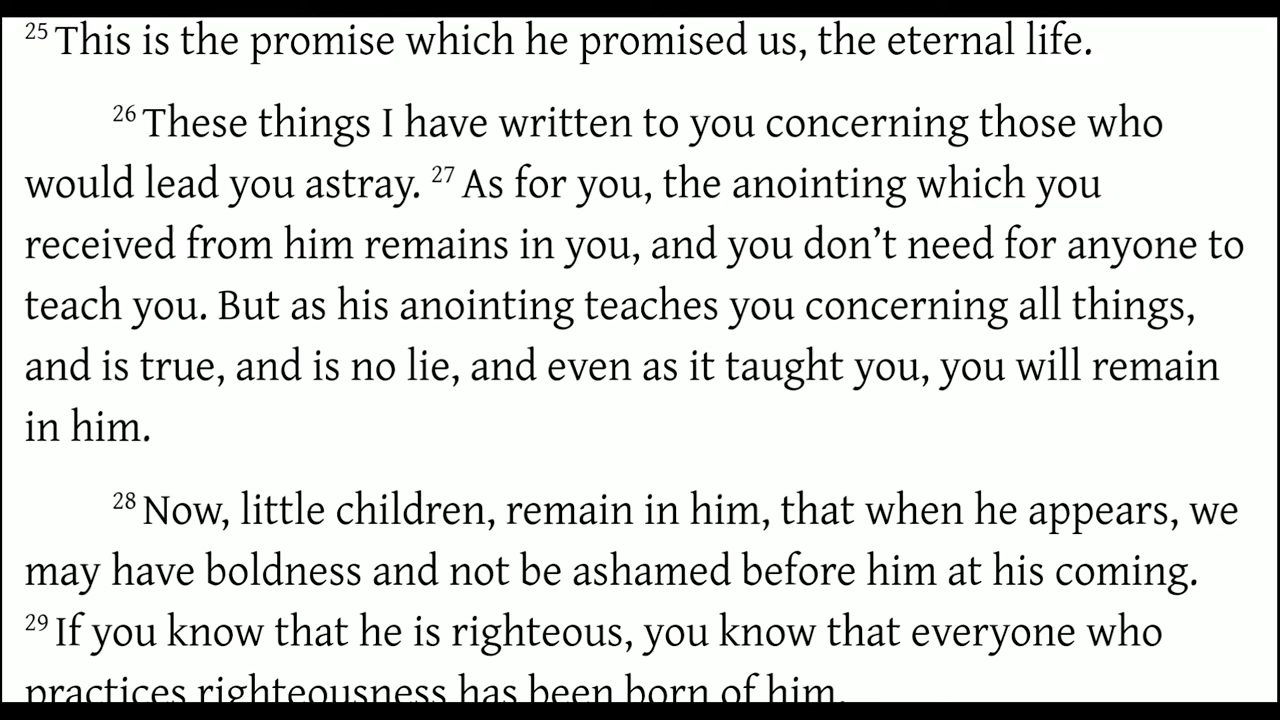 25 This is the promise which he promised us, the eternal life.
26 These things I have written to you concerning those who
would lead you astray. 27 As for you, the anointing which you
received from him remains in you, and you don’t need for anyone to
teach you. But as his anointing teaches you concerning all things,
and is true, and is no lie, and even as it taught you, you will remain
in him.
28 Now, little children, remain in him, that when he appears, we
may have boldness and not be ashamed before him at his coming.
29 If you know that he is righteous, you know that everyone who
practices righteousness has been born of him.